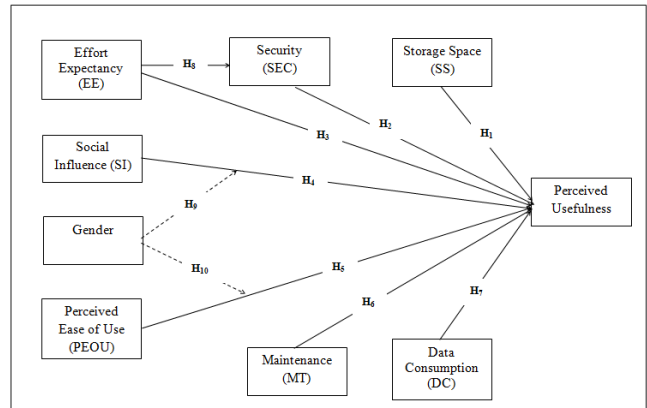 Effort
Expectancy
(EE)
H8
Security
(SEC)
Storage Space
(SS)
H3
H2
H1
Social
Influence (SI)
H4
Perceived
Usefulness
H9
Gender
H10
H5
H6
H7
Perceived
Ease of Use
(PEOU)
Maintenance
(MT)
Data
Consumption
(DC)